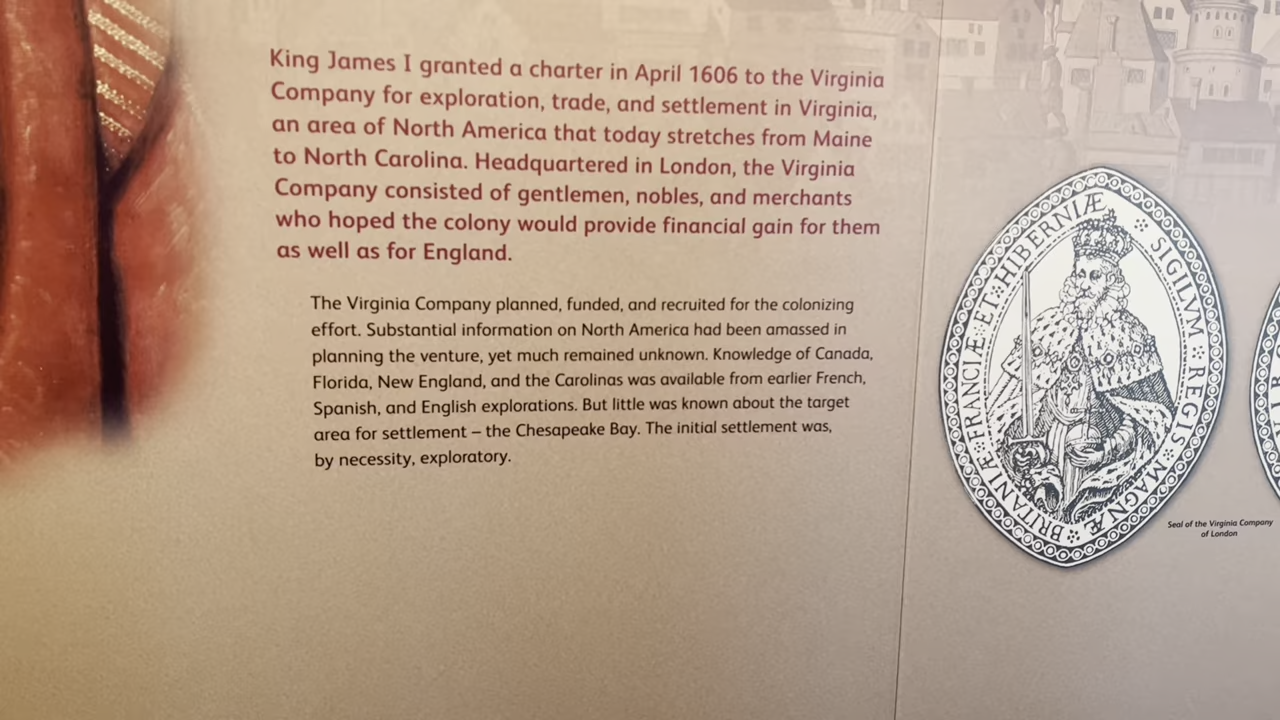 King James I granted a charter in April 1606 to the Virginia
Company for exploration, trade, and settlement in Virginia,
an area of North America that today stretches from Maine
to North Carolina. Headquartered in London, the Virginia
Company consisted of gentlemen, nobles, and merchants
who hoped the colony would provide financial gain for them
as well as for England.
The Virginia Company planned, funded, and recruited for the colonizing
effort. Substantial information on North America had been amassed in
planning the venture, yet much remained unknown. Knowledge of Canada,
Florida, New England, and the Carolinas was available from earlier French,
Spanish, and English explorations. But little was known about the target
area for settlement – the Chesapeake Bay. The initial settlement was,
by necessity, exploratory.
SIGILVM REGIS MAGNÆ BRITANIÆ FRANCIÆ ET HIBERNIÆ
Seal of the Virginia Company
of London